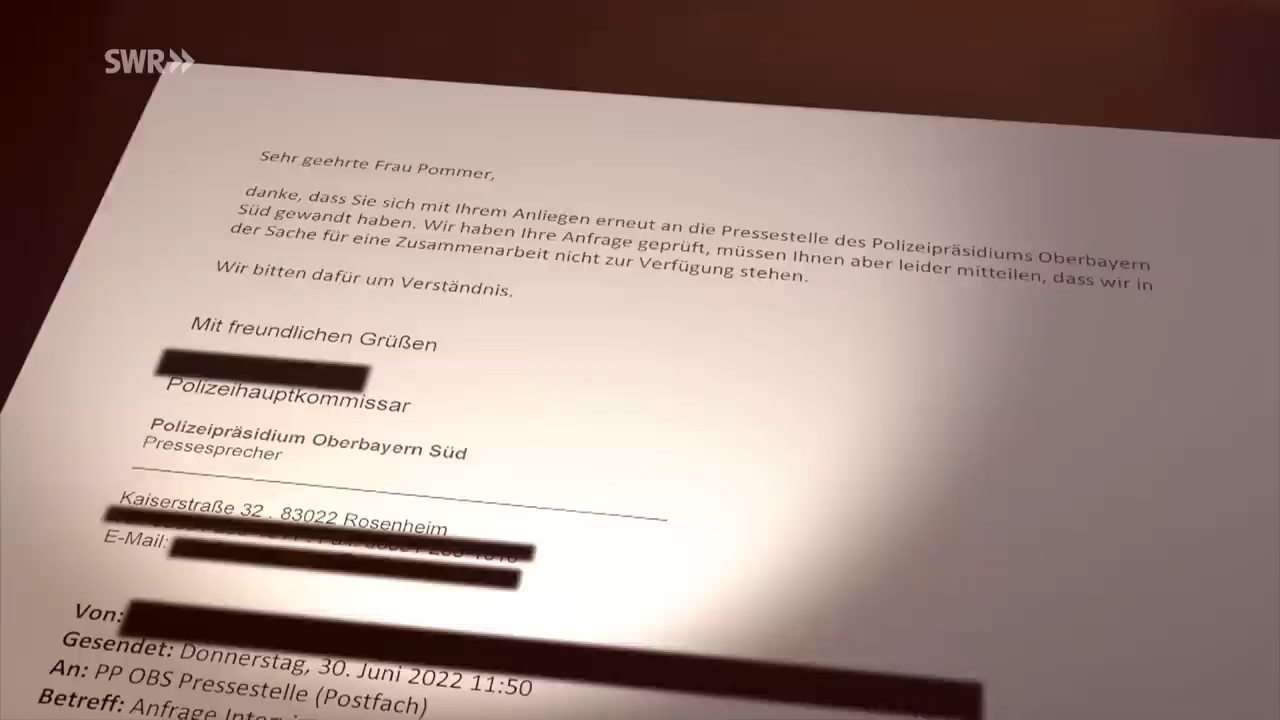 SWR
Sehr geehrte Frau Pommer,
danke, dass Sie sich mit Ihrem Anliegen erneut an die Pressestelle des Polizeipräsidiums Oberbayern
Süd gewandt haben. Wir haben Ihre Anfrage geprüft, müssen Ihnen aber leider mitteilen, dass wir in
der Sache für eine Zusammenarbeit nicht zur Verfügung stehen.
Wir bitten dafür um Verständnis.
Mit freundlichen Grüßen
Polizeihauptkommissar
Polizeipräsidium Oberbayern Süd
Pressesprecher
Kaiserstraße 32 . 83022 Rosenheim
E-Mail:
Von:
Gesendet: Donnerstag, 30. Juni 2022 11:50
An: PP OBS Pressestelle (Postfach)
Betreff: Anfrage